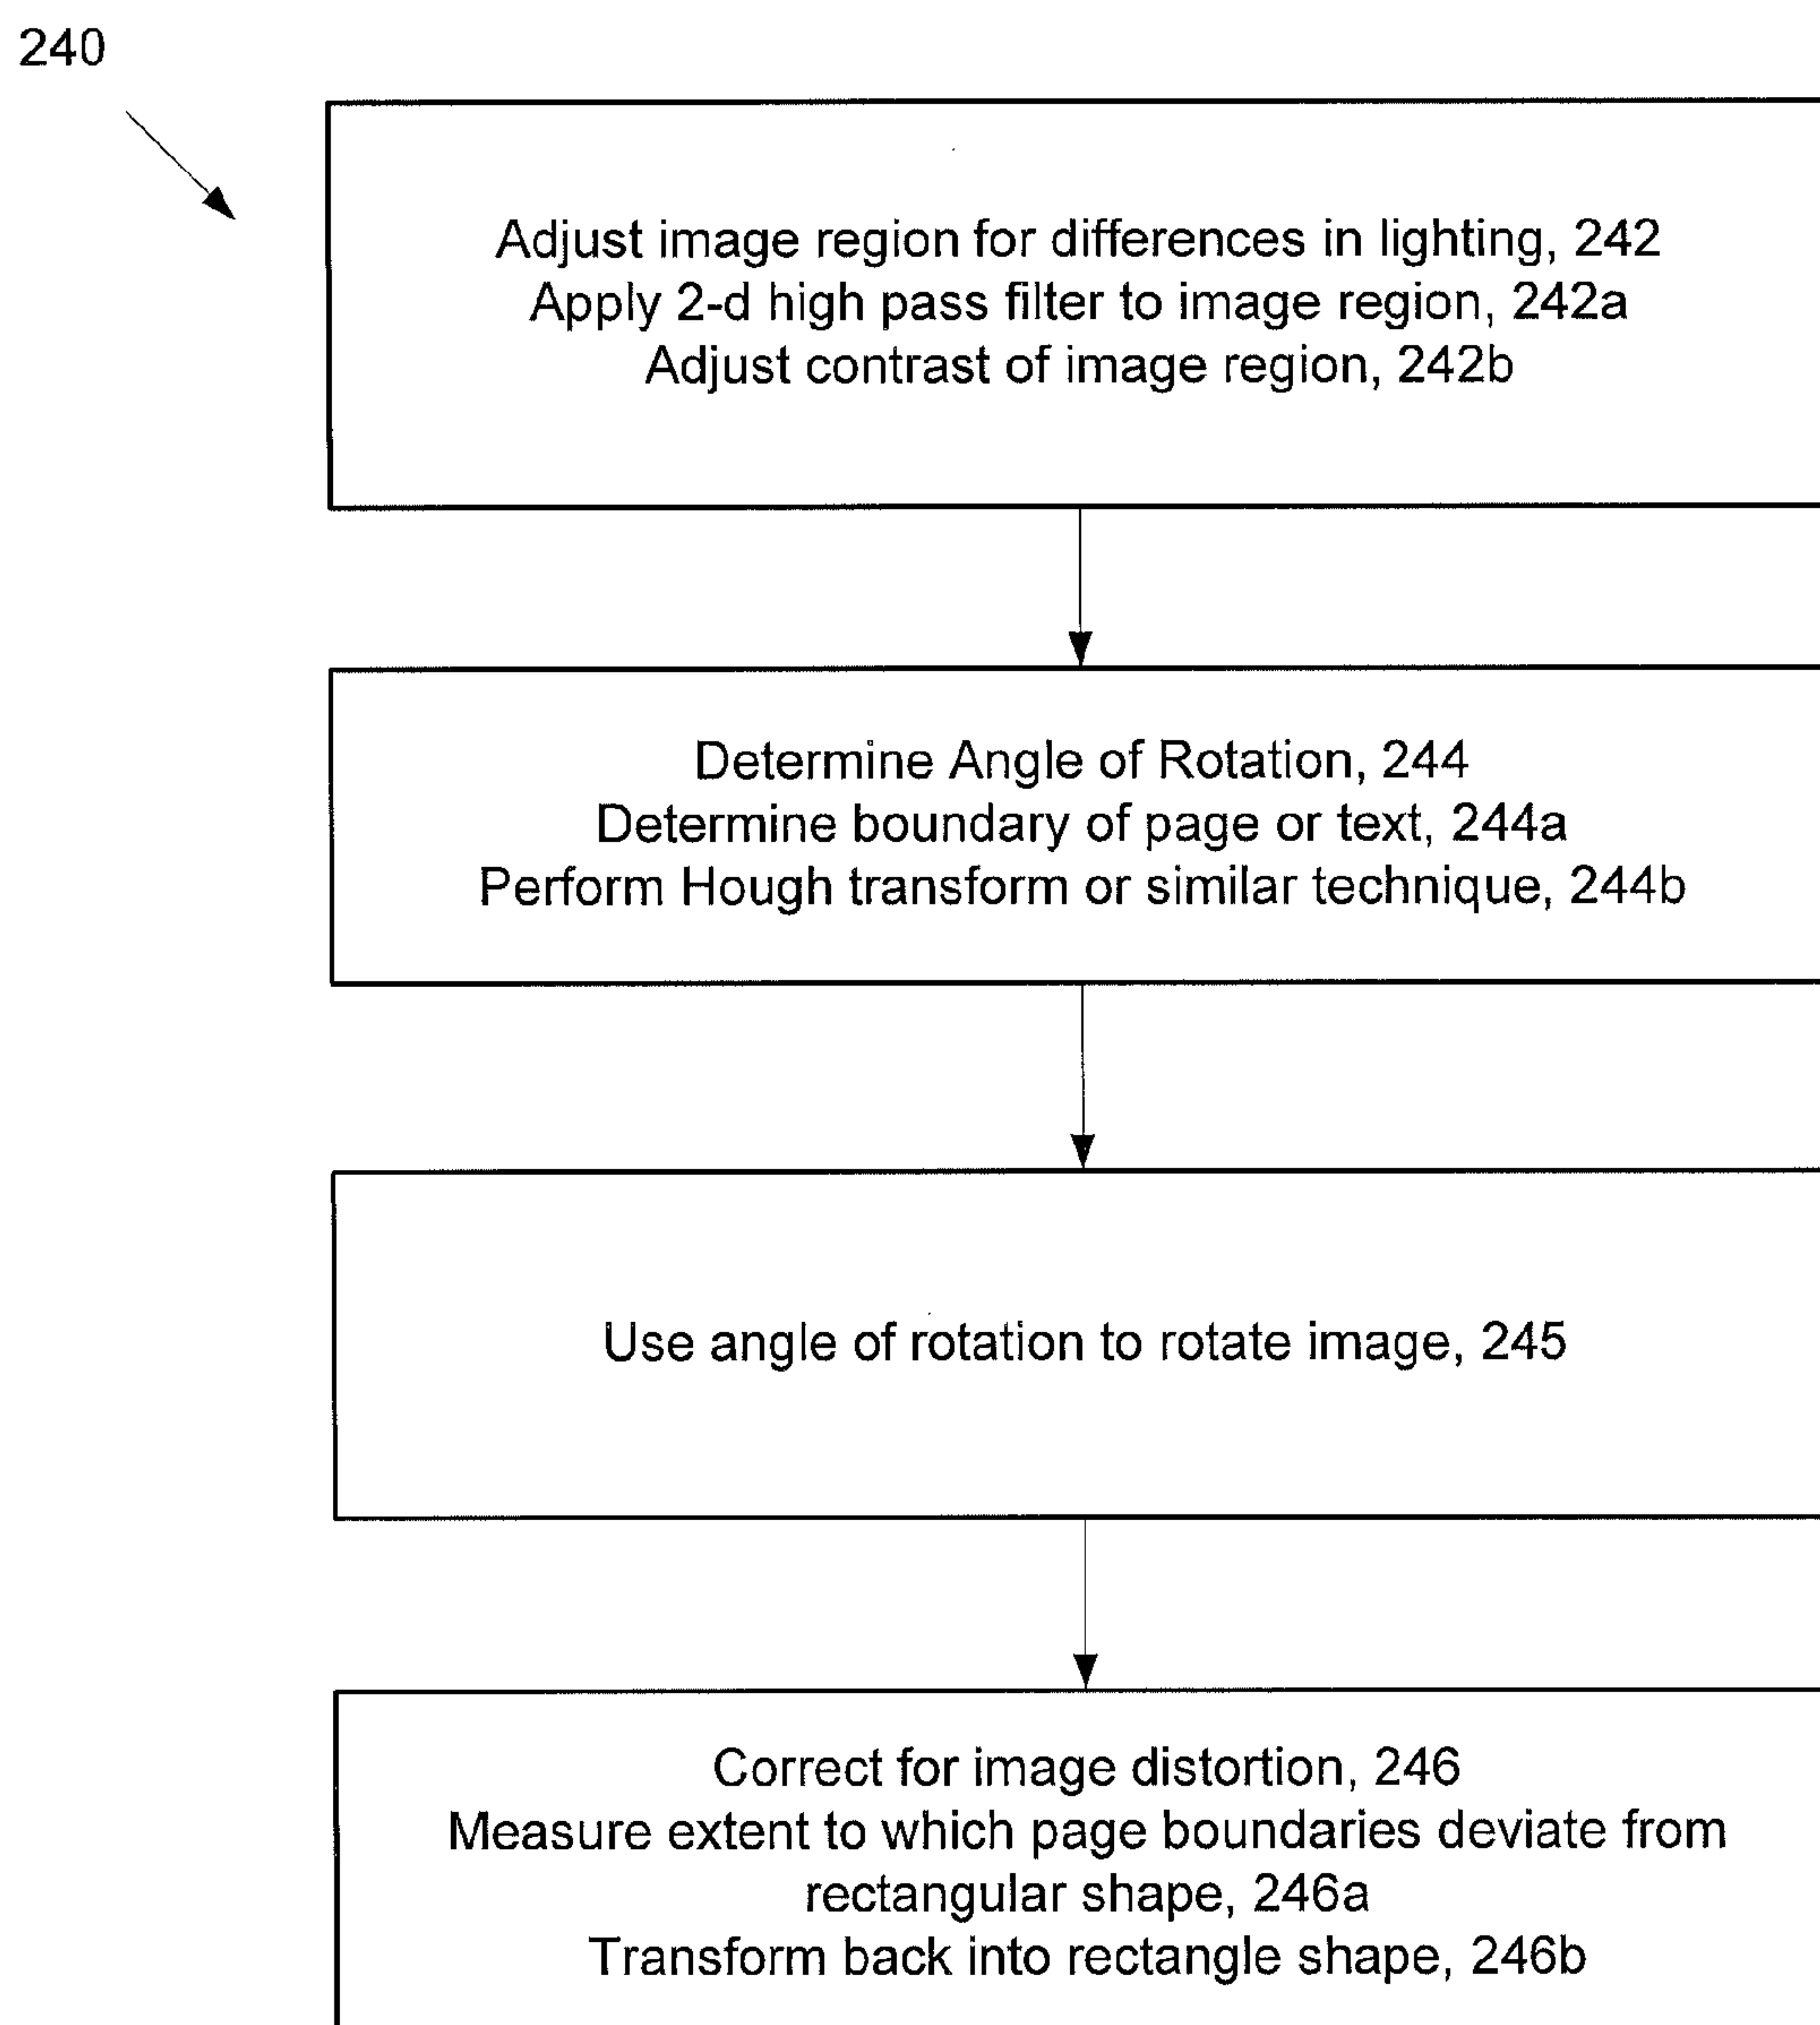 240
Adjust image region for differences in lighting, 242
Apply 2-d high pass filter to image region, 242a
Adjust contrast of image region, 242b
Determine Angle of Rotation, 244
Determine boundary of page or text, 244a
Perform Hough transform or similar technique, 244b
Use angle of rotation to rotate image, 245
Correct for image distortion, 246
Measure extent to which page boundaries deviate from
rectangular shape, 246a
Transform back into rectangle shape, 246b